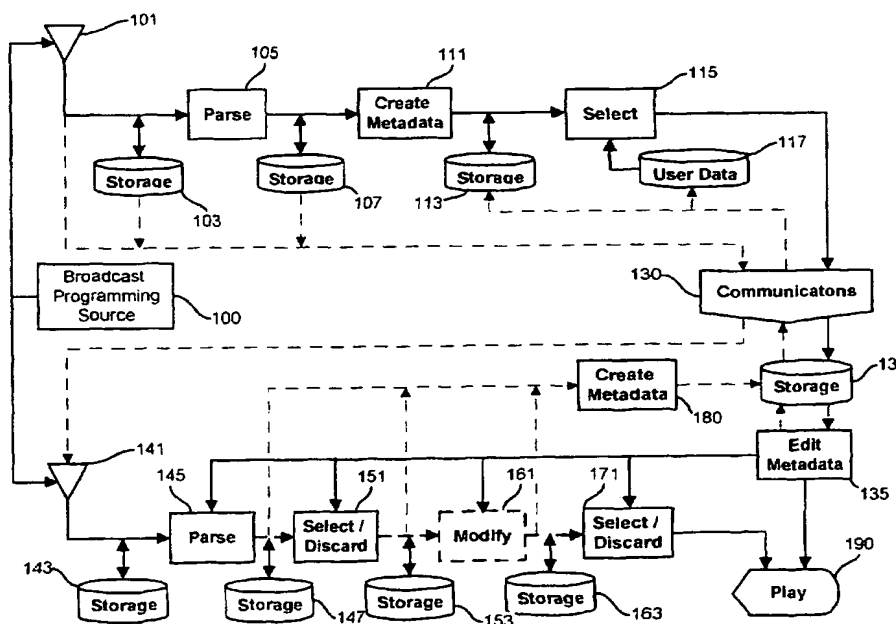 101
105
Parse
111
Create
Metadata
115
Select
117
User Data
Storage
103
Storage
107
113
Storage
Broadcast
Programming
Source
100
130
Communicatons
Create
Metadata
180
Storage
13
Edit
Metadata
135
141
145
Parse
151
Select /
Discard
161
Modify
171
Select /
Discard
143
Storage
147
Storage
153
Storage
163
Storage
190
Play